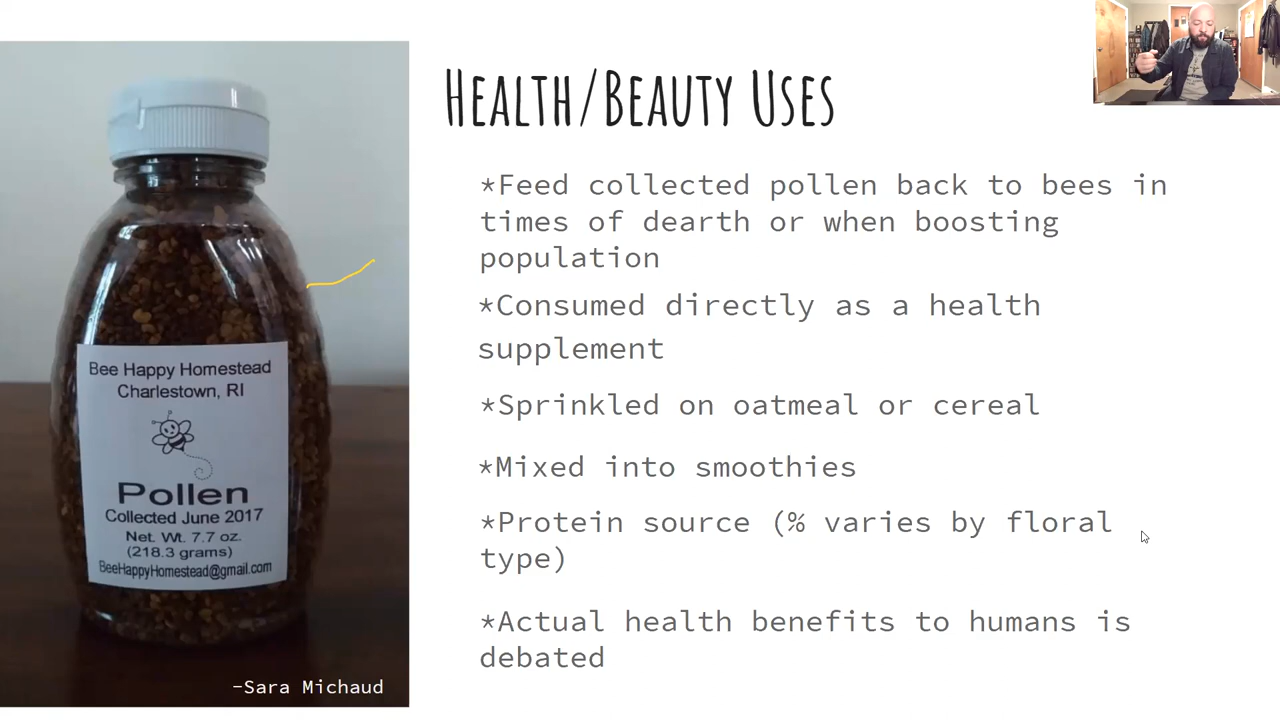 Health/Beauty Uses
*Feed collected pollen back to bees in
times of dearth or when boosting
population
*Consumed directly as a health
supplement
*Sprinkled on oatmeal or cereal
*Mixed into smoothies
*Protein source (% varies by floral
type)
*Actual health benefits to humans is
debated
Bee Happy Homestead
Charlestown, RI
Pollen
Collected June 2017
Net. Wt. 7.7 oz.
(218.3 grams)
BeeHappyHomestead@gmail.com
-Sara Michaud